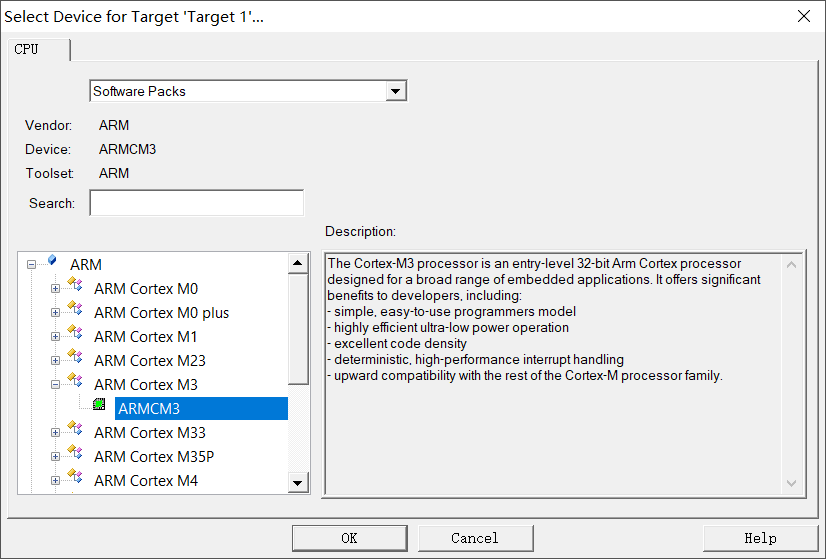 Select Device for Target 'Target 1'...
CPU
Software Packs
Vendor: ARM
Device: ARMCM3
Toolset: ARM
Search:
Description:
ARM
ARM Cortex M0
ARM Cortex M0 plus
ARM Cortex M1
ARM Cortex M23
ARM Cortex M3
ARMCM3
ARM Cortex M33
ARM Cortex M35P
ARM Cortex M4
The Cortex-M3 processor is an entry-level 32-bit Arm Cortex processor
designed for a broad range of embedded applications. It offers significant
benefits to developers, including:
- simple, easy-to-use programmers model
- highly efficient ultra-low power operation
- excellent code density
- deterministic, high-performance interrupt handling
- upward compatibility with the rest of the Cortex-M processor family.
OK
Cancel
Help